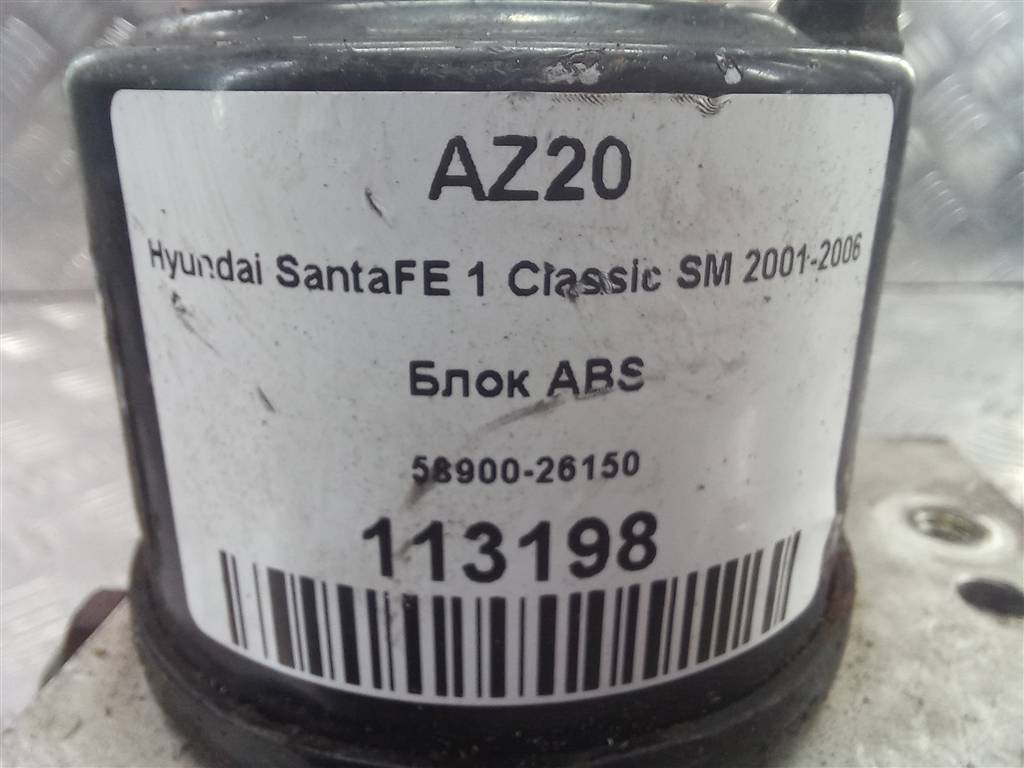 AZ20
Hyundai SantaFE 1 Classic SM 2001-2006
Блок ABS
58900-26150
113198